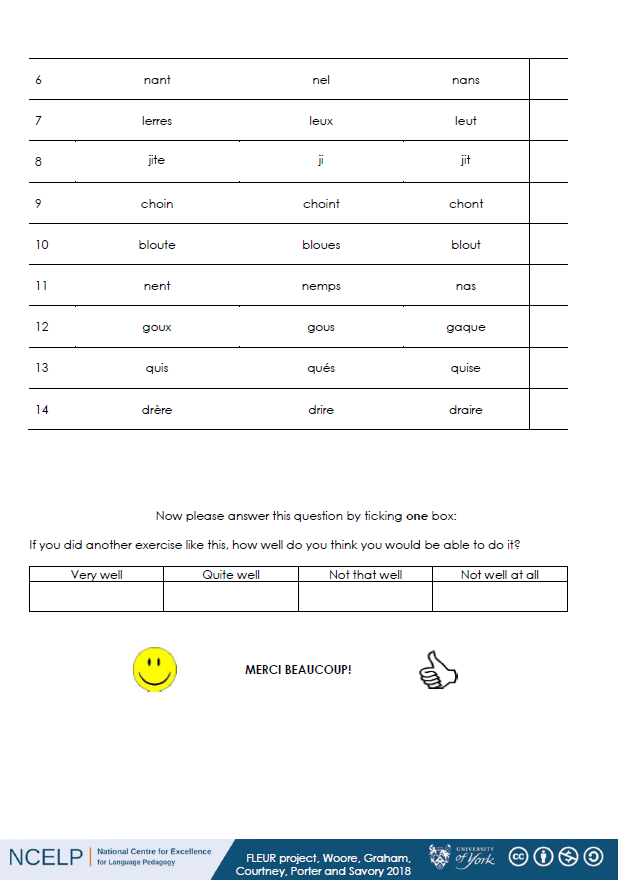 6 nant nel nans
7 lerres leux leut
8 jite ji jit
9 choin choint chont
10 bloute bloues blout
11 nent nemps nas
12 goux gous gaque
13 quis qués quise
14 drère drire draire
Now please answer this question by ticking one box:
If you did another exercise like this, how well do you think you would be able to do it?
Very well Quite well Not that well Not well at all
MERCI BEAUCOUP!
NCELP National Centre for Excellence
for Language Pedagogy
FLEUR project, Woore, Graham,
Courtney, Porter and Savory 2018
UNIVERSITY
of York
cc